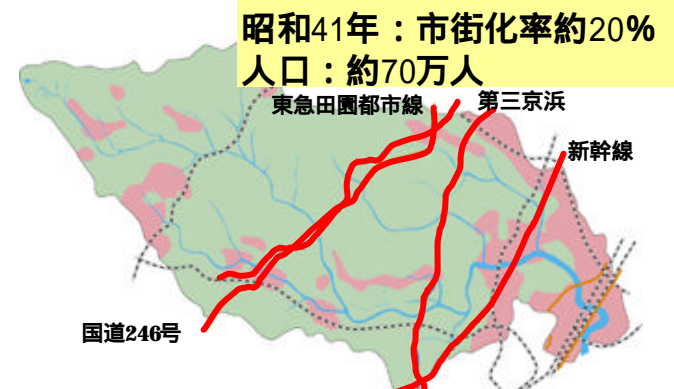 昭和41年：市街化率約20%
人口：約70万人
東急田園都市線
第三京浜
新幹線
国道246号